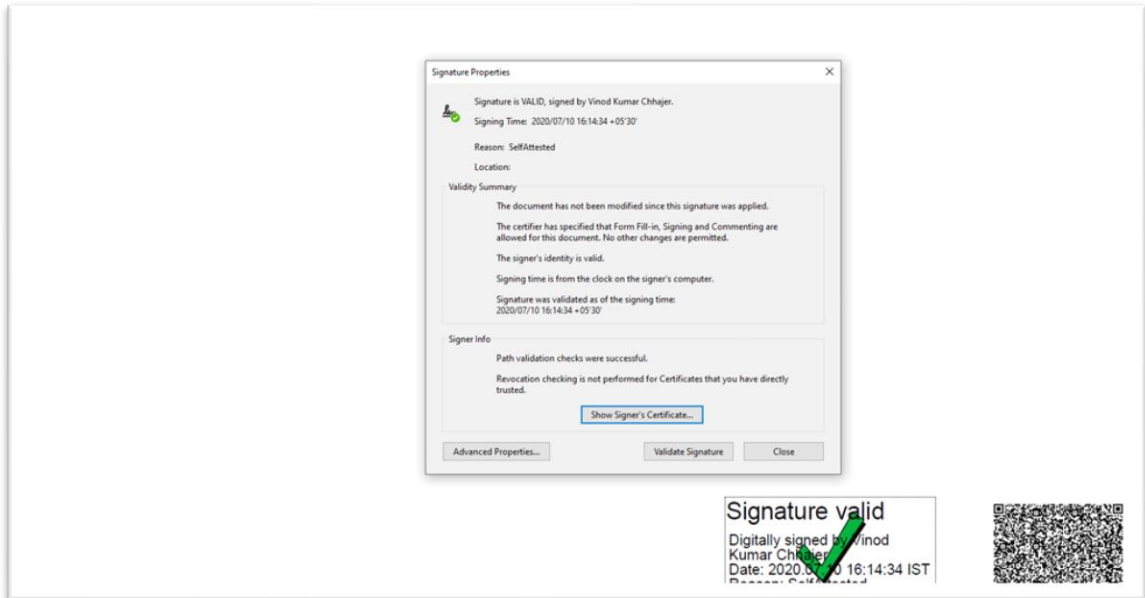 Signature Properties
Signature is VALID, signed by Vinod Kumar Chhajer.
Signing Time: 2020/07/10 16:14:34 +05'30'
Reason: SelfAttested
Location:
Validity Summary
The document has not been modified since this signature was applied.
The certifier has specified that Form Fill-in, Signing and Commenting are
allowed for this document. No other changes are permitted.
The signer's identity is valid.
Signing time is from the clock on the signer's computer.
Signature was validated as of the signing time:
2020/07/10 16:14:34 +05'30'
Signer Info
Path validation checks were successful.
Revocation checking is not performed for Certificates that you have directly
trusted.
Show Signer's Certificate...
Advanced Properties... Validate Signature Close
Signature valid
Digitally signed by Vinod
Kumar Chhajer
Date: 2020.07.10 16:14:34 IST
Reason: SelfAttested